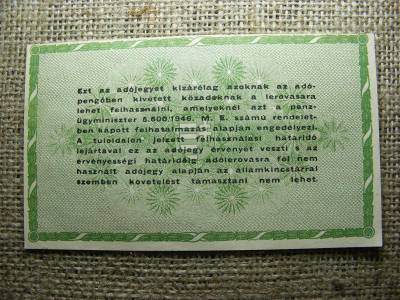 Ezt az adójegyet kizárólag azoknak az adó-
pengőben kivetett közadóknak a lerovására
lehet felhasználni, amelyeknél azt a pénz-
ügyminiszter 5.600/1946. M. E. számú rendelet-
ben kapott felhatalmazás alapján engedélyezi.
A túloldalon jelzett felhasználási határidő
lejártával ez az adójegy érvényét veszti s az
érvényességi határidőig adólerovásra fel nem
használt adójegy alapján az államkincstárral
szemben követelést támasztani nem lehet.